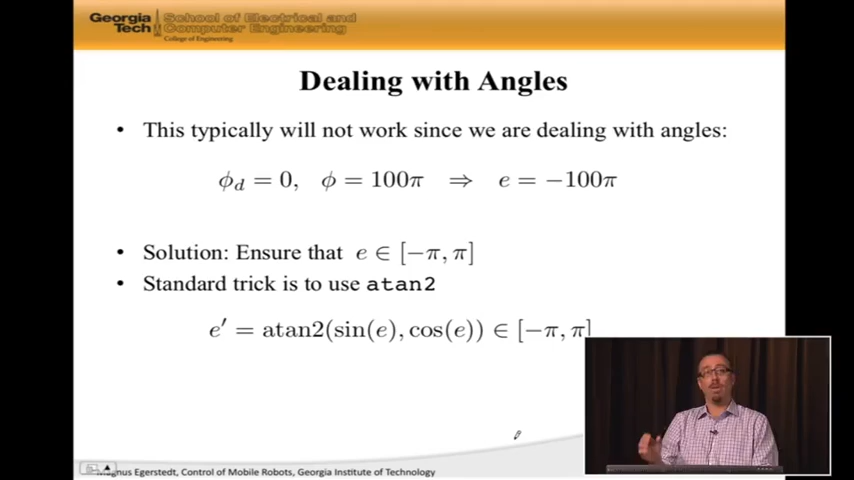 Georgia Tech
School of Electrical and Computer Engineering
College of Engineering
Dealing with Angles
• This typically will not work since we are dealing with angles:
ϕ_d = 0, ϕ = 100π ⇒ e = −100π
• Solution: Ensure that e ∈ [−π, π]
• Standard trick is to use atan2
e′ = atan2(sin(e), cos(e)) ∈ [−π, π]
Magnus Egerstedt, Control of Mobile Robots, Georgia Institute of Technology